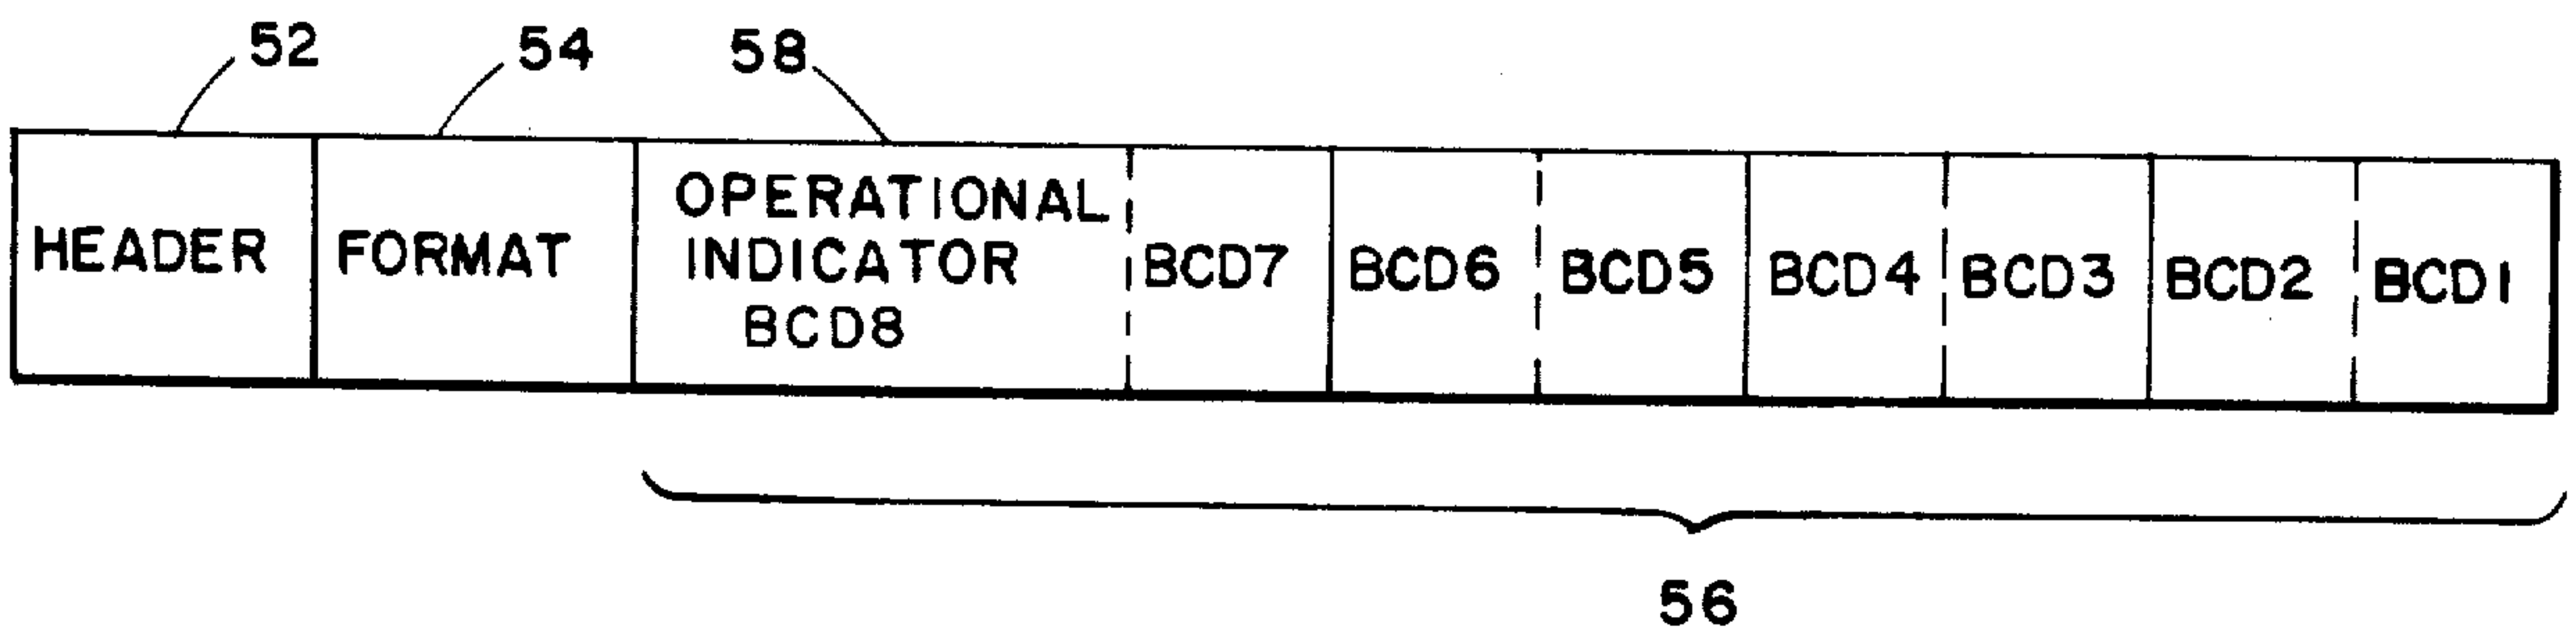 52 54 58
HEADER FORMAT OPERATIONAL INDICATOR BCD8 BCD7 BCD6 BCD5 BCD4 BCD3 BCD2 BCD1
56